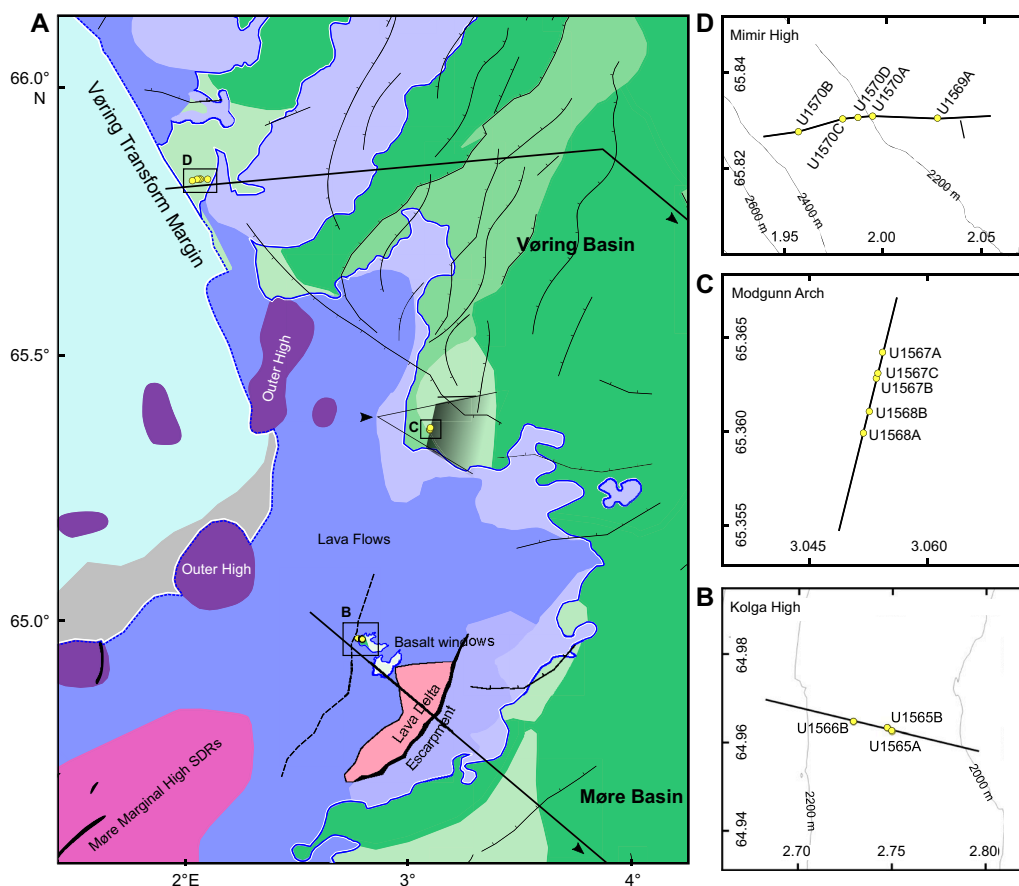 A
66.0°
N
65.5°
65.0°
2°E
3°
4°
Vøring Transform Margin
D
Vøring Basin
Outer High
C
Lava Flows
Outer High
B
Basalt windows
Lava Delta
Escarpment
Møre Marginal High SDRs
Møre Basin
D
Mimir High
65.84
65.82
U1570B
U1570C
U1570D
U1570A
U1569A
2600 m
2400 m
2200 m
1.95
2.00
2.05
C
Modgunn Arch
65.365
65.360
65.355
U1567A
U1567C
U1567B
U1568B
U1568A
3.045
3.060
B
Kolga High
64.98
64.96
64.94
U1566B
U1565B
U1565A
2200 m
2000 m
2.70
2.75
2.800